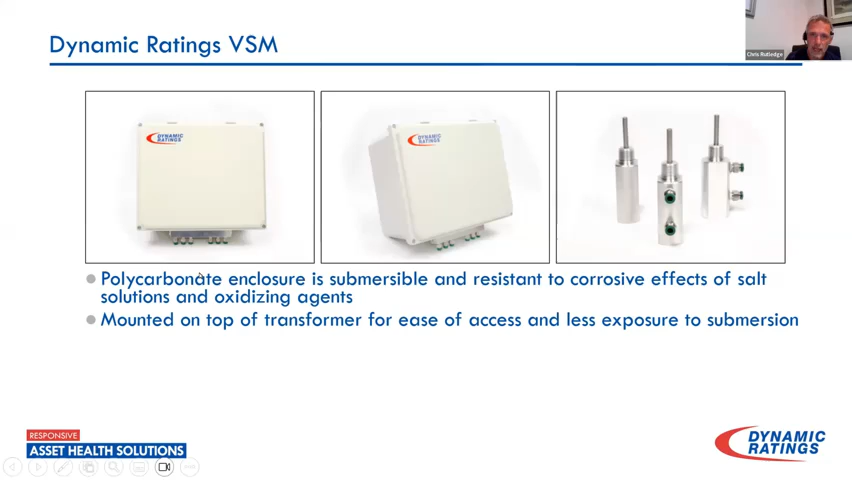 Dynamic Ratings VSM
Chris Rutledge
DYNAMIC
RATINGS
DYNAMIC
RATINGS
Polycarbonate enclosure is submersible and resistant to corrosive effects of salt
solutions and oxidizing agents
Mounted on top of transformer for ease of access and less exposure to submersion
RESPONSIVE
ASSET HEALTH SOLUTIONS
DYNAMIC
RATINGS